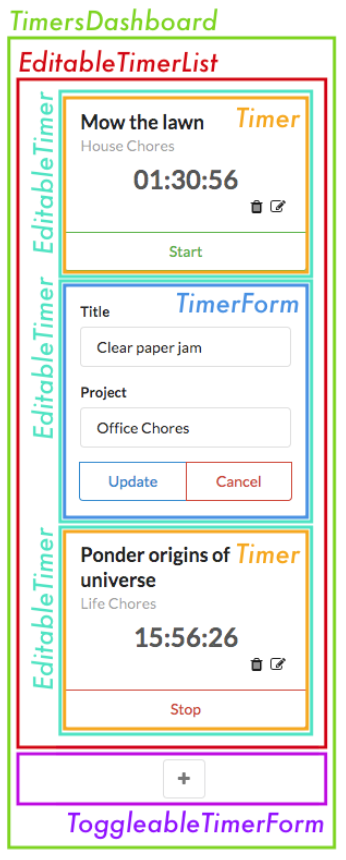 TimersDashboard
EditableTimerList
EditableTimer
Mow the lawn
Timer
House Chores
01:30:56
Start
EditableTimer
TimerForm
Title
Clear paper jam
Project
Office Chores
Update
Cancel
EditableTimer
Ponder origins of
Timer
universe
Life Chores
15:56:26
Stop
+
ToggleableTimerForm